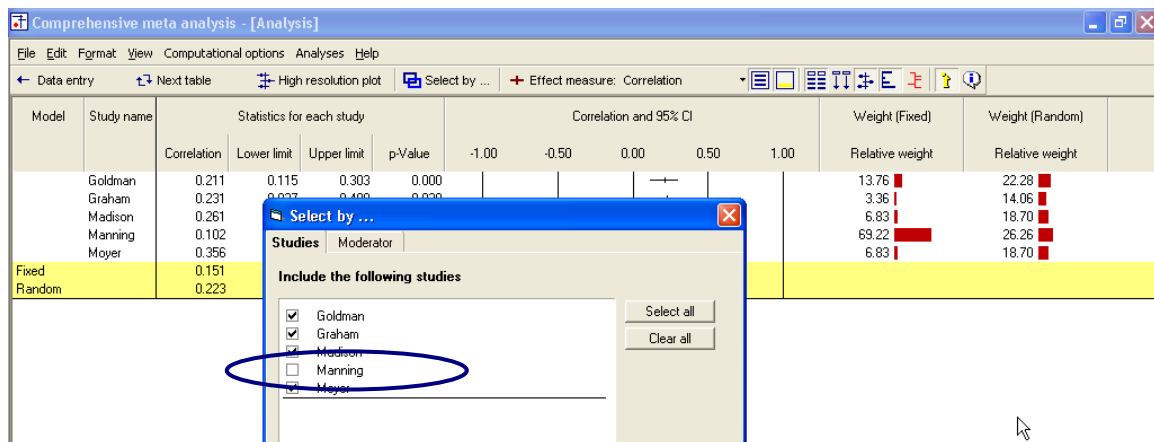 Comprehensive meta analysis - [Analysis]
File Edit Format View Computational options Analyses Help
← Data entry Next table High resolution plot Select by ... Effect measure: Correlation
Model Study name Statistics for each study Correlation and 95% CI Weight (Fixed) Weight (Random)
Correlation Lower limit Upper limit p-Value -1.00 -0.50 0.00 0.50 1.00 Relative weight Relative weight
Goldman 0.211 0.115 0.303 0.000 13.76 22.28
Graham 0.231 3.36 14.06
Madison 0.261 6.83 18.70
Manning 0.102 69.22 26.26
Moyer 0.356 6.83 18.70
Fixed 0.151
Random 0.223
Select by ...
Studies Moderator
Include the following studies
Select all
Clear all
Goldman
Graham
Madison
Manning
Moyer